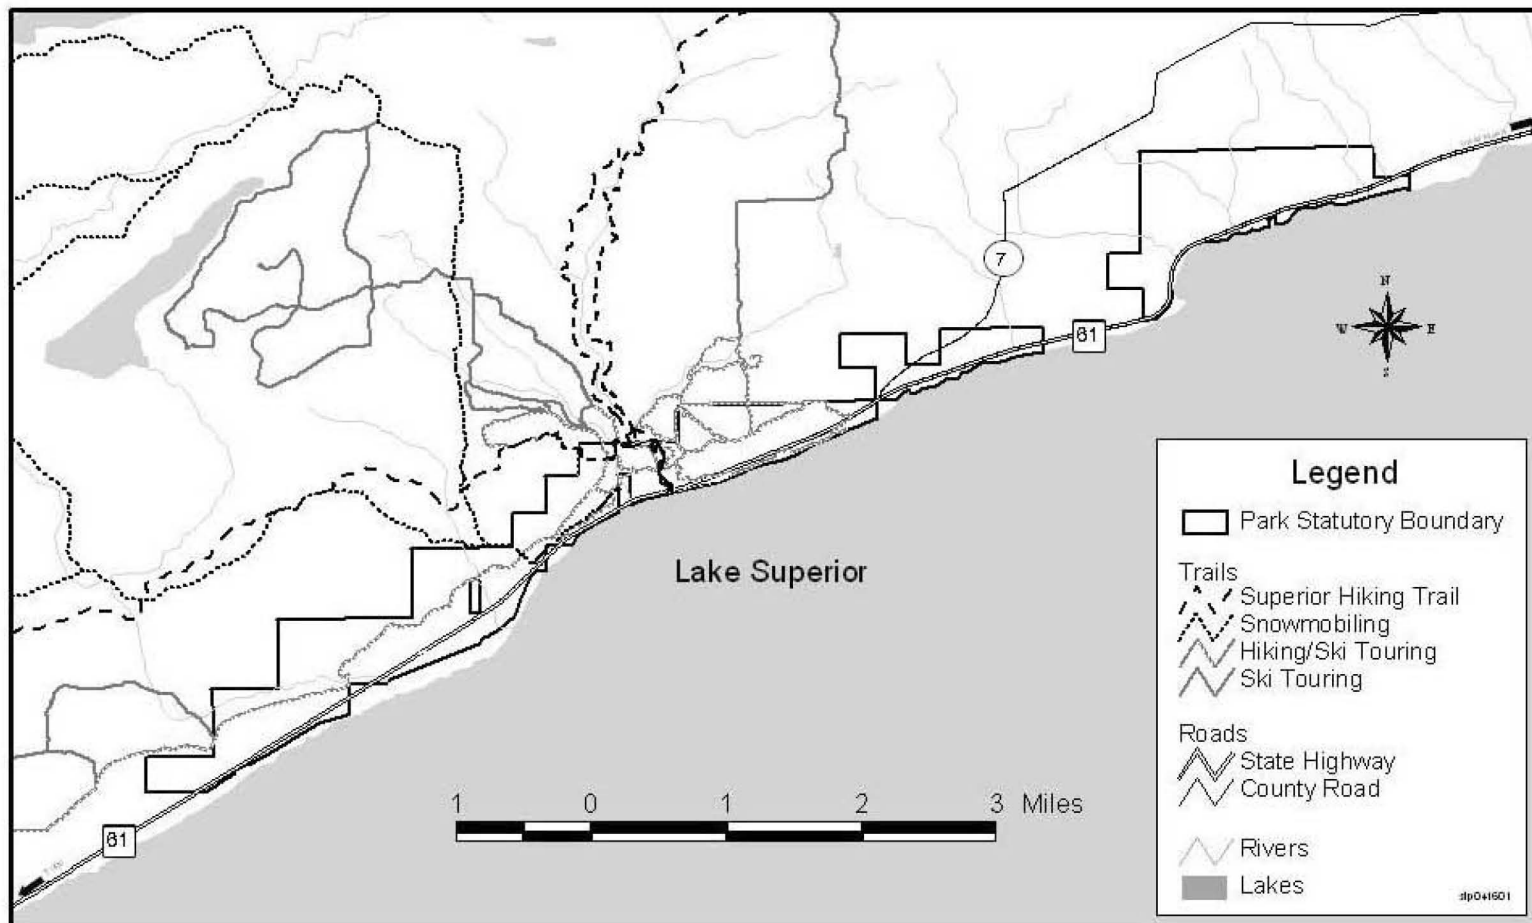 7
61
N
W E
S
Lake Superior
Legend
Park Statutory Boundary
Trails
Superior Hiking Trail
Snowmobiling
Hiking/Ski Touring
Ski Touring
Roads
State Highway
County Road
Rivers
Lakes
slp041601
1 0 1 2 3 Miles
61